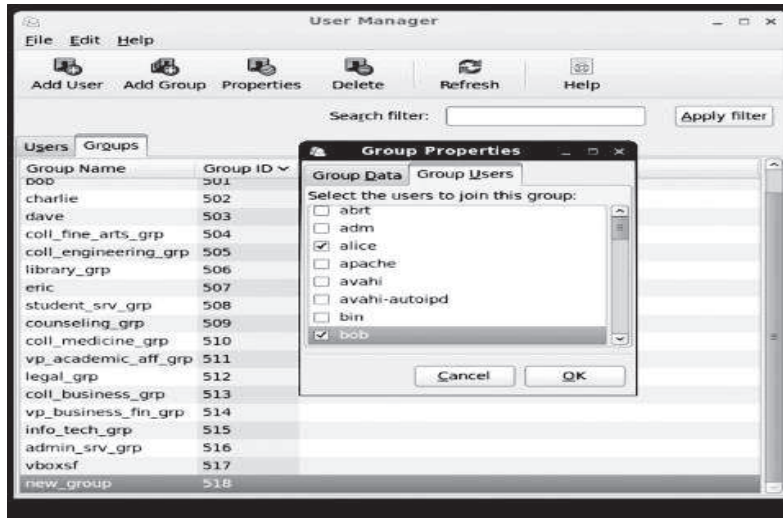 User Manager
File Edit Help
Add User Add Group Properties Delete Refresh Help
Search filter: Apply filter
Users Groups
Group Name Group ID
bob 501
charlie 502
dave 503
coll_fine_arts_grp 504
coll_engineering_grp 505
library_grp 506
eric 507
student_srv_grp 508
counseling_grp 509
coll_medicine_grp 510
vp_academic_aff_grp 511
legal_grp 512
coll_business_grp 513
vp_business_fin_grp 514
info_tech_grp 515
admin_srv_grp 516
vboxsf 517
new_group 518
Group Properties
Group Data Group Users
Select the users to join this group:
abrt
adm
alice
apache
avahi
avahi-autoipd
bin
bob
Cancel OK